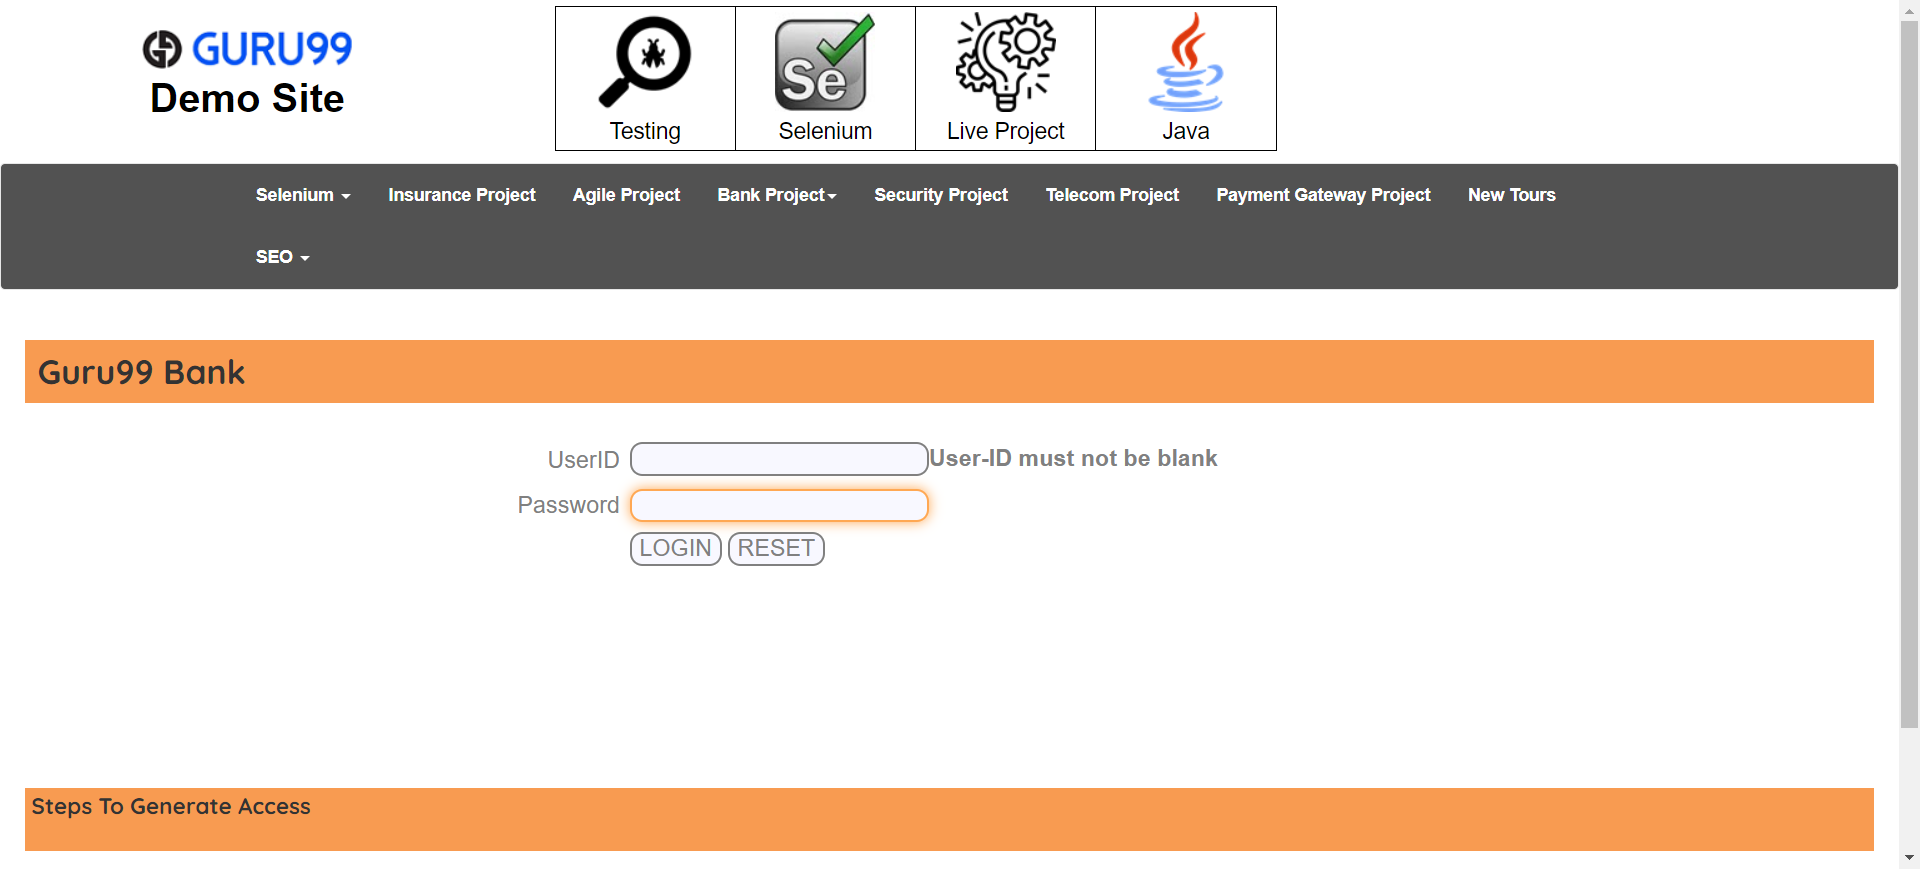 GURU99
Demo Site
Se
Testing
Selenium
Live Project
Java
Selenium
Insurance Project
Agile Project
Bank Project
Security Project
Telecom Project
Payment Gateway Project
New Tours
SEO
Guru99 Bank
UserID
User-ID must not be blank
Password
LOGIN RESET
Steps To Generate Access